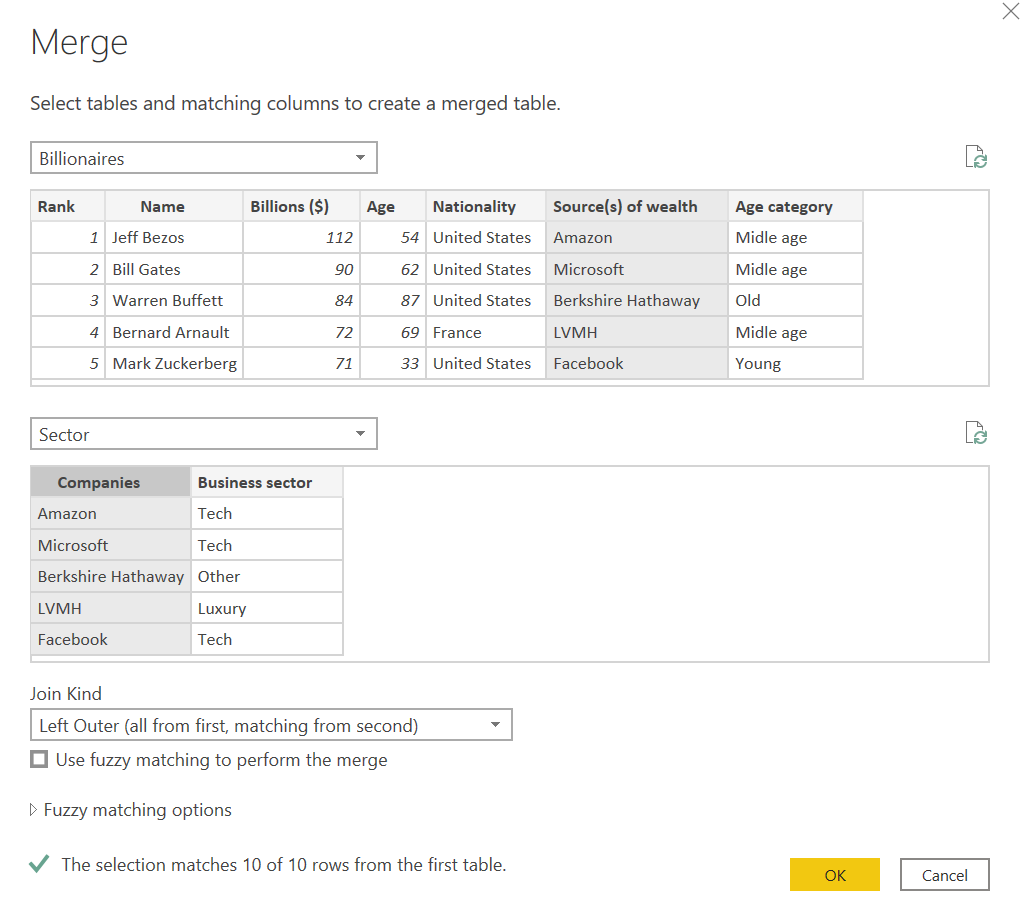 Merge
Select tables and matching columns to create a merged table.
Billionaires
Rank Name Billions ($) Age Nationality Source(s) of wealth Age category
1 Jeff Bezos 112 54 United States Amazon Midle age
2 Bill Gates 90 62 United States Microsoft Midle age
3 Warren Buffett 84 87 United States Berkshire Hathaway Old
4 Bernard Arnault 72 69 France LVMH Midle age
5 Mark Zuckerberg 71 33 United States Facebook Young
Sector
Companies Business sector
Amazon Tech
Microsoft Tech
Berkshire Hathaway Other
LVMH Luxury
Facebook Tech
Join Kind
Left Outer (all from first, matching from second)
Use fuzzy matching to perform the merge
Fuzzy matching options
The selection matches 10 of 10 rows from the first table.
OK Cancel